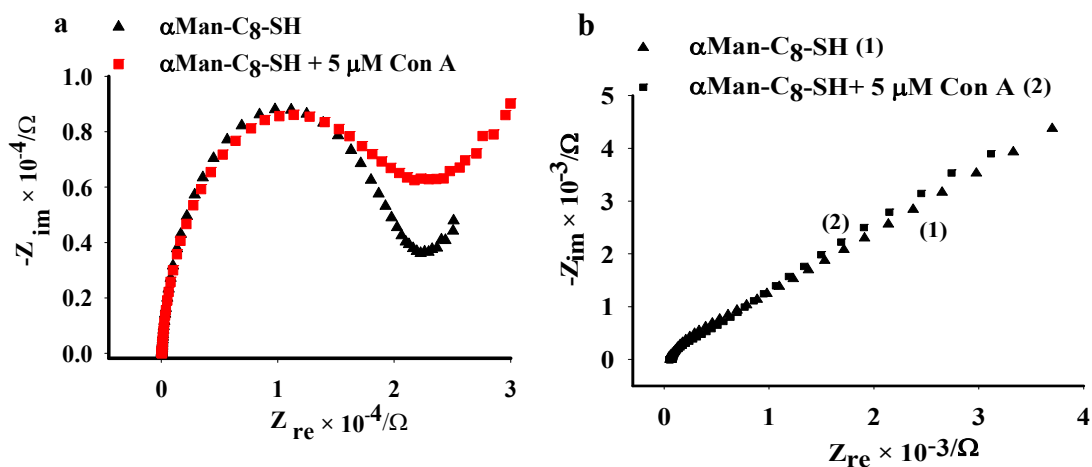 a
αMan-C8-SH
αMan-C8-SH + 5 μM Con A
-Z im × 10-4/Ω
1.0
0.8
0.6
0.4
0.2
0.0
0 1 2 3
Z re × 10-4/Ω
b
αMan-C8-SH (1)
αMan-C8-SH+ 5 μM Con A (2)
-Zim × 10-3/Ω
5
4
3
2
1
0
(2)
(1)
0 1 2 3 4
Zre × 10-3/Ω